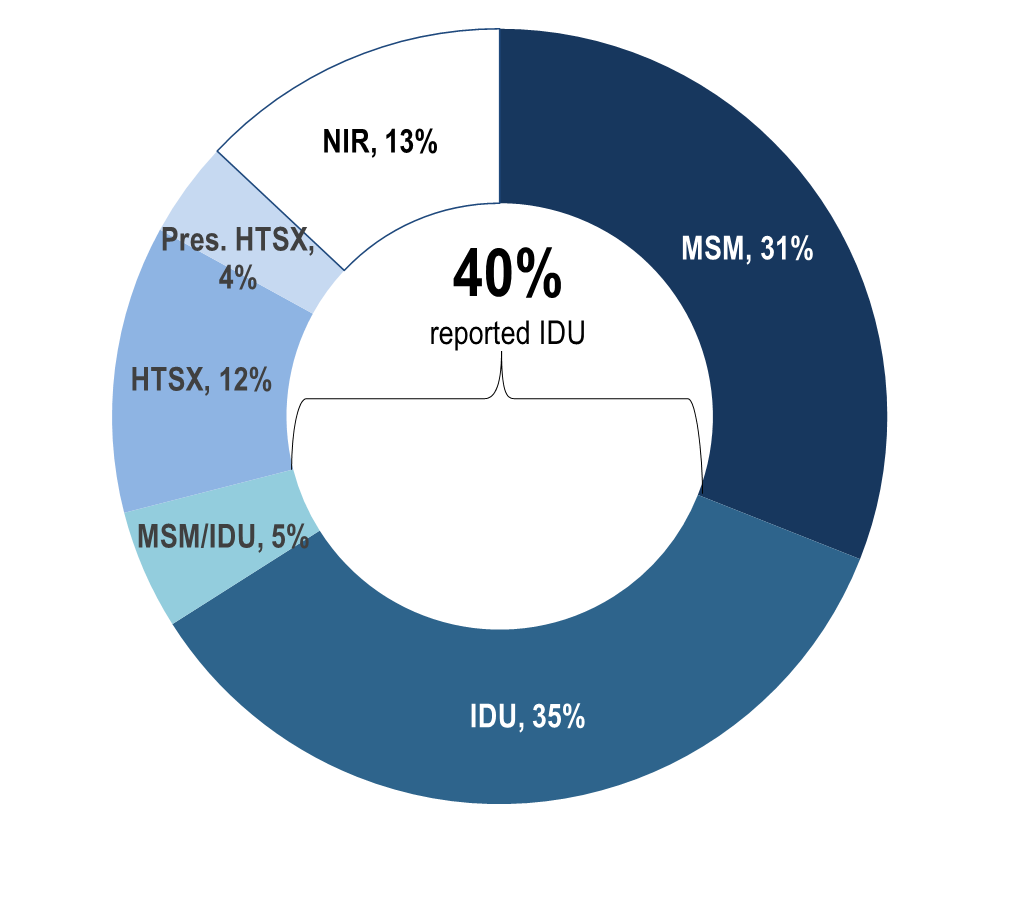 NIR, 13%
MSM, 31%
Pres. HTSX,
4%
40%
reported IDU
HTSX, 12%
MSM/IDU, 5%
IDU, 35%